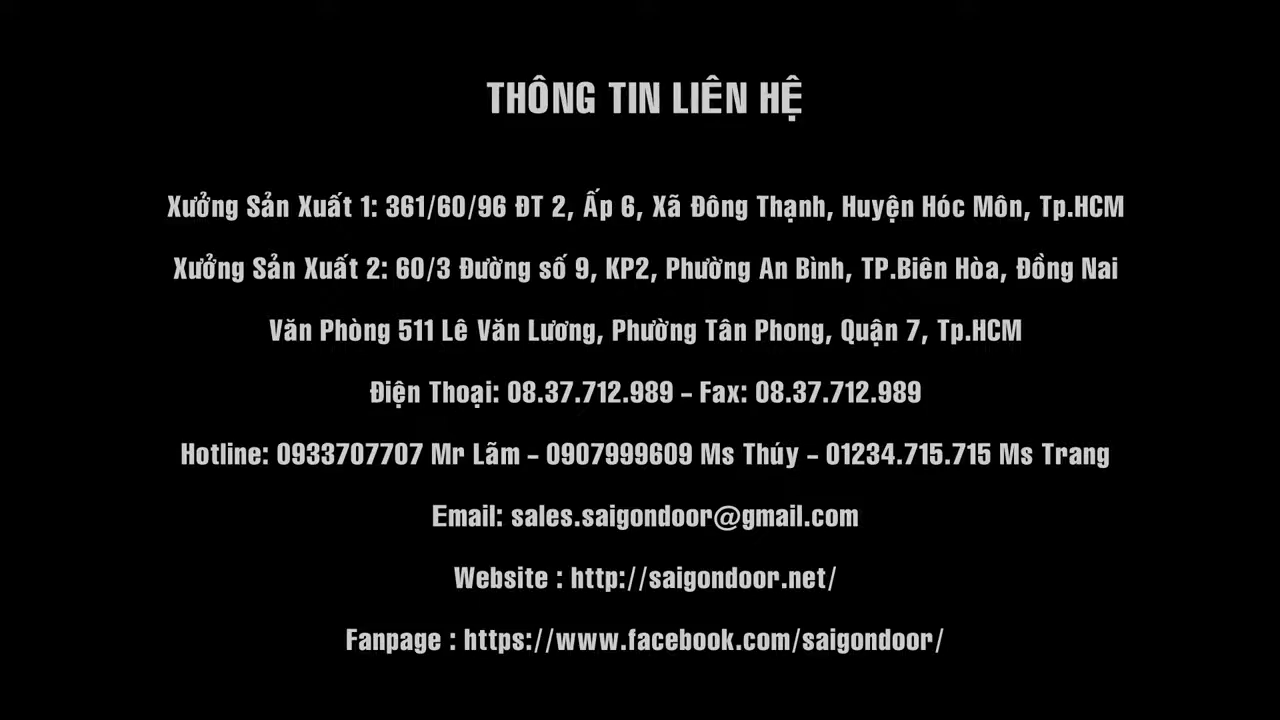 THÔNG TIN LIÊN HỆ
Xưởng Sản Xuất 1: 361/60/96 ĐT 2, Ấp 6, Xã Đông Thạnh, Huyện Hóc Môn, Tp.HCM
Xưởng Sản Xuất 2: 60/3 Đường số 9, KP2, Phường An Bình, TP.Biên Hòa, Đồng Nai
Văn Phòng 511 Lê Văn Lương, Phường Tân Phong, Quận 7, Tp.HCM
Điện Thoại: 08.37.712.989 – Fax: 08.37.712.989
Hotline: 0933707707 Mr Lãm – 0907999609 Ms Thúy – 01234.715.715 Ms Trang
Email: sales.saigondoor@gmail.com
Website : http://saigondoor.net/
Fanpage : https://www.facebook.com/saigondoor/